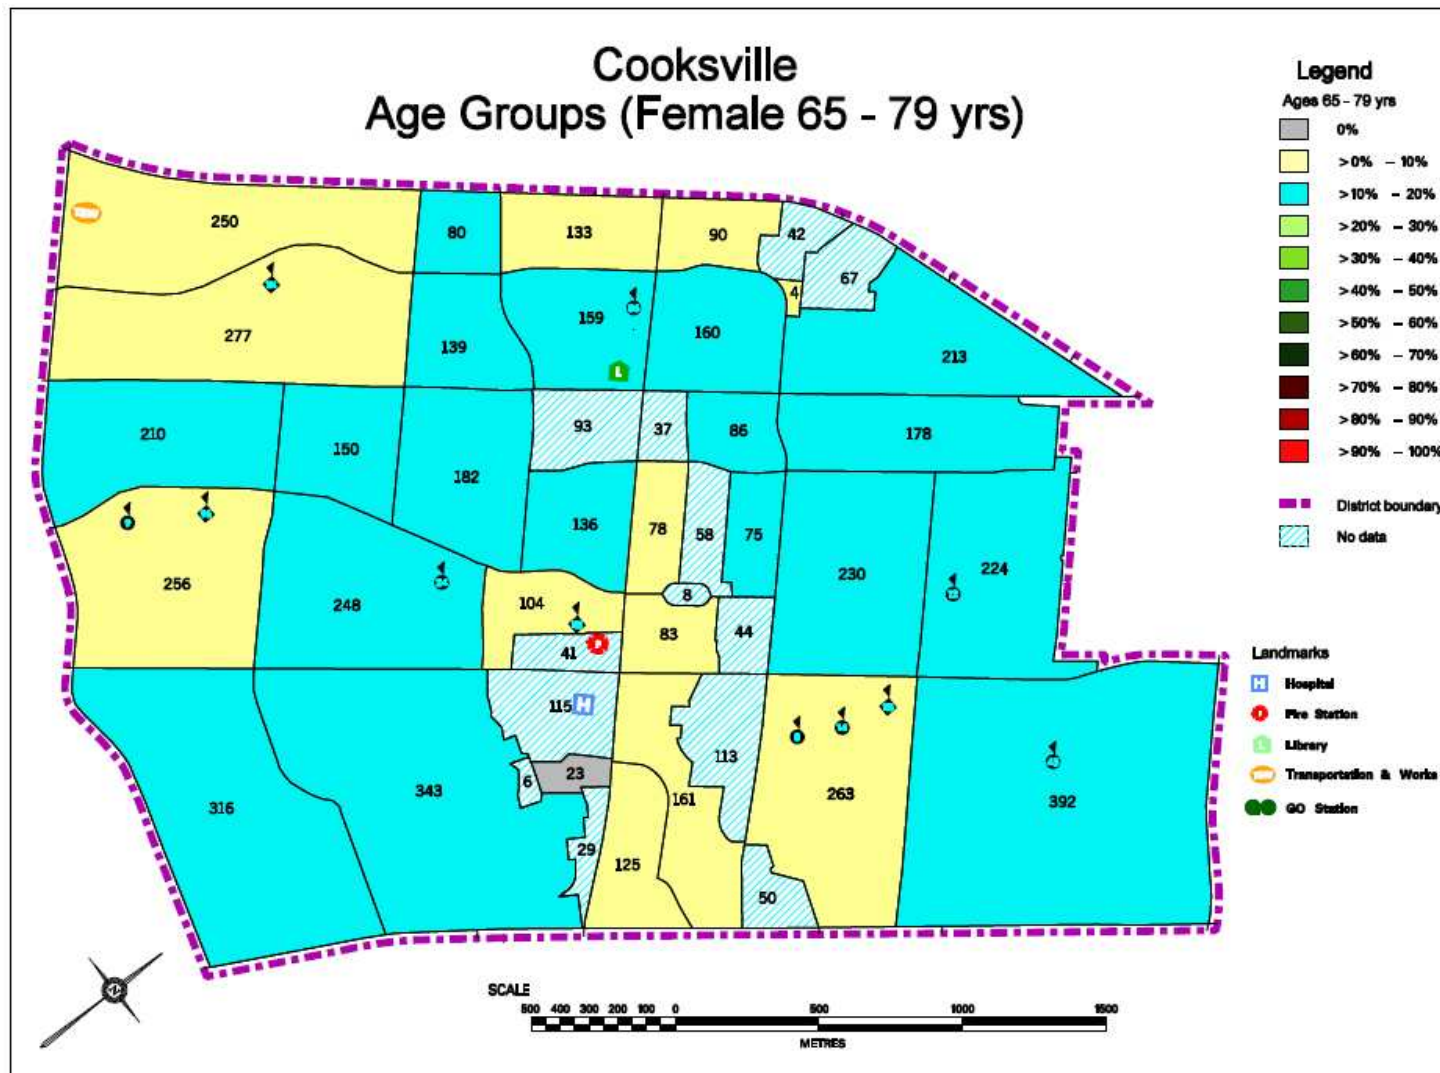 Cooksville
Age Groups (Female 65 - 79 yrs)
Legend
Ages 65 - 79 yrs
0%
>0% - 10%
>10% - 20%
>20% - 30%
>30% - 40%
>40% - 50%
>50% - 60%
>60% - 70%
>70% - 80%
>80% - 90%
>90% - 100%
District boundary
No data
Landmarks
H Hospital
Fire Station
L Library
Transportation & Works
GO Station
250
80
133
90
42
67
4
277
139
159
160
213
L
210
150
182
93
37
86
178
136
78
58
75
230
224
256
248
104
8
83
44
41
115
H
113
263
392
316
343
6
23
161
29
125
50
SCALE
500 400 300 200 100 0 500 1000 1500
METRES